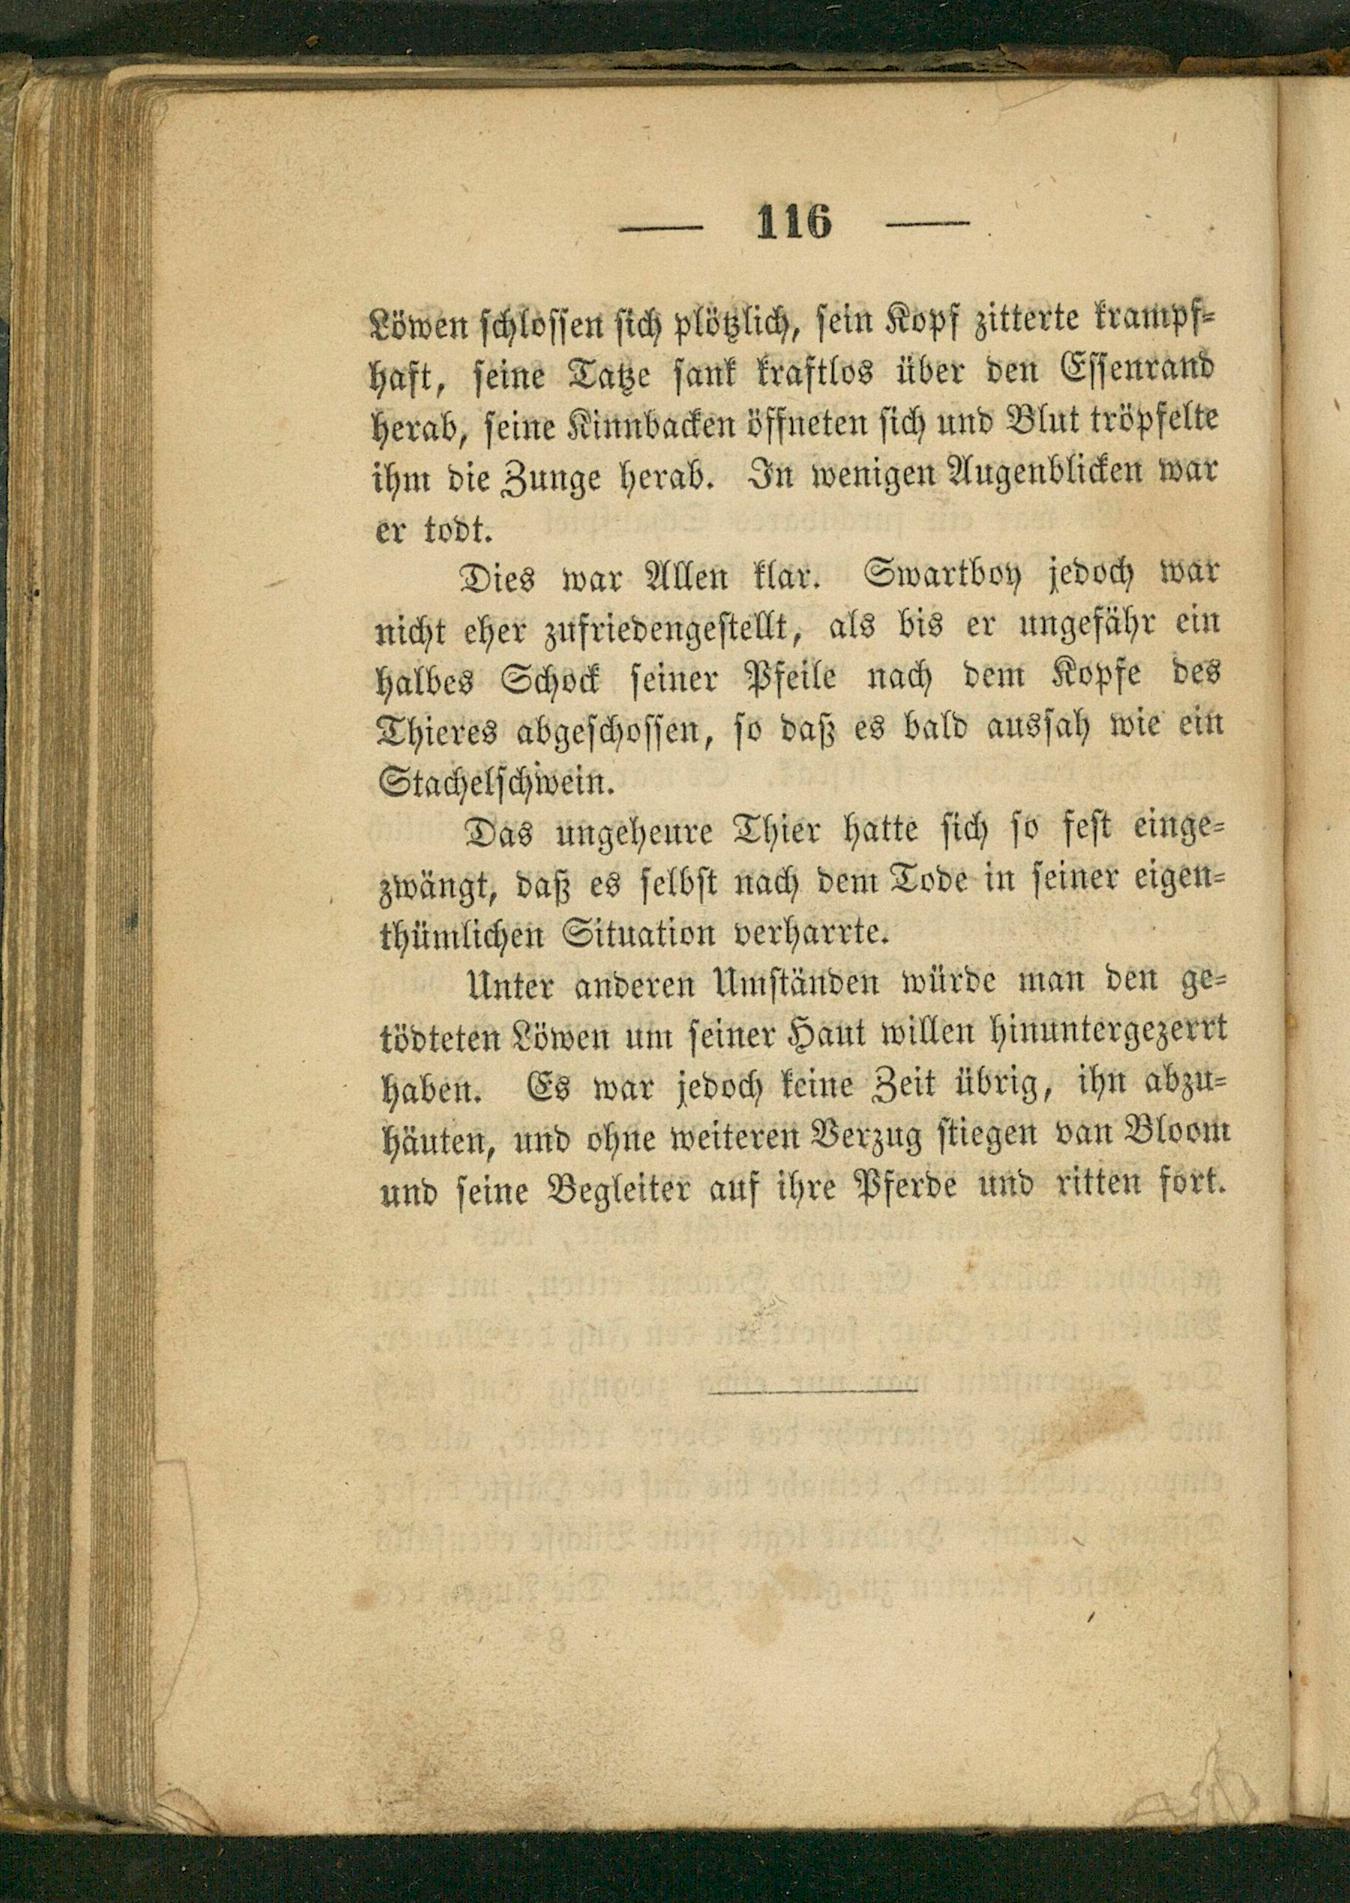 — 116 —
Löwen schlossen sich plötzlich, sein Kopf zitterte krampf-
haft, seine Tatze sank kraftlos über den Essenrand
herab, seine Kinnbacken öffneten sich und Blut tröpfelte
ihm die Zunge herab. In wenigen Augenblicken war
er todt.
Dies war Allen klar. Swartboy jedoch war
nicht eher zufriedengestellt, als bis er ungefähr ein
halbes Schock seiner Pfeile nach dem Kopfe des
Thieres abgeschossen, so daß es bald aussah wie ein
Stachelschwein.
Das ungeheure Thier hatte sich so fest einge-
zwängt, daß es selbst nach dem Tode in seiner eigen-
thümlichen Situation verharrte.
Unter anderen Umständen würde man den ge-
tödteten Löwen um seiner Haut willen hinuntergezerrt
haben. Es war jedoch keine Zeit übrig, ihn abzu-
häuten, und ohne weiteren Verzug stiegen van Bloom
und seine Begleiter auf ihre Pferde und ritten fort.